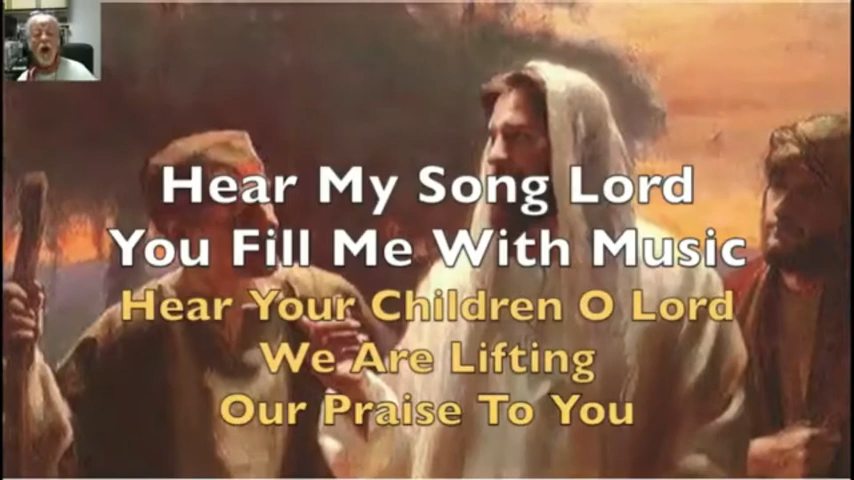 Hear My Song Lord
You Fill Me With Music
Hear Your Children O Lord
We Are Lifting
Our Praise To You